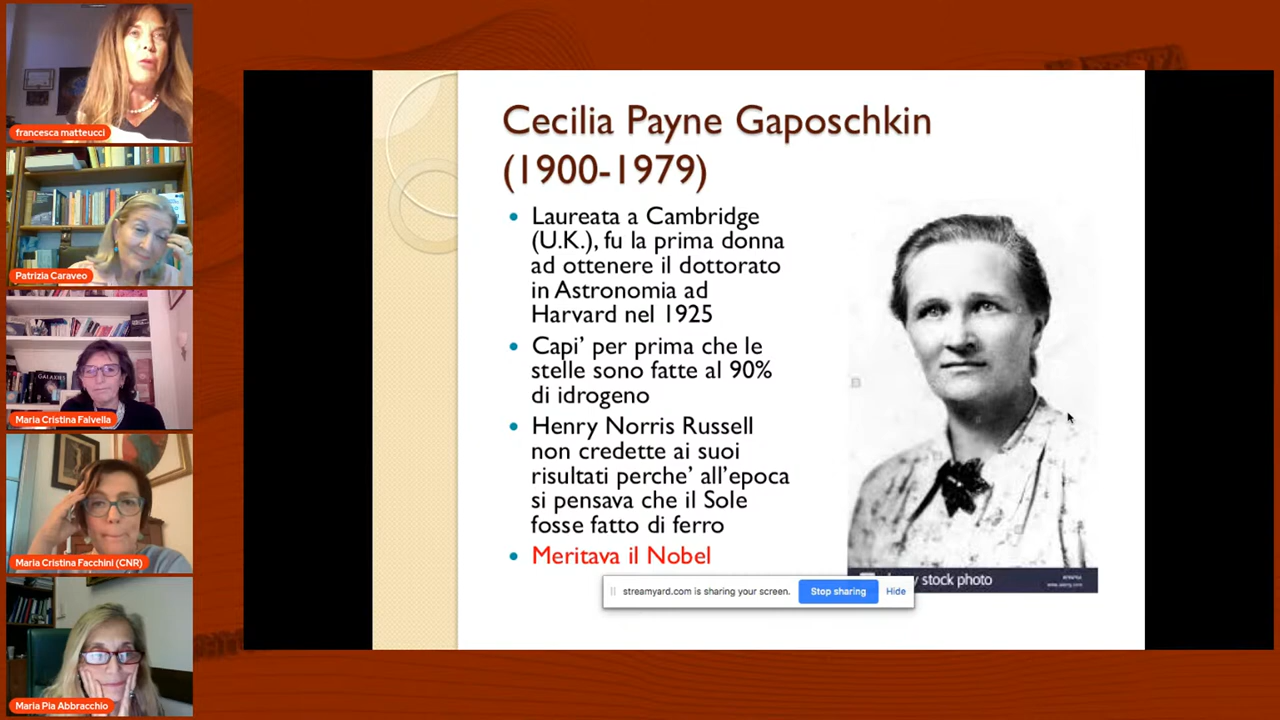 francesca matteucci
Patrizia Caraveo
Maria Cristina Falvella
Maria Cristina Facchini (CNR)
Maria Pia Abbracchio
Cecilia Payne Gaposchkin
(1900-1979)
• Laureata a Cambridge
(U.K.), fu la prima donna
ad ottenere il dottorato
in Astronomia ad
Harvard nel 1925
• Capi' per prima che le
stelle sono fatte al 90%
di idrogeno
• Henry Norris Russell
non credette ai suoi
risultati perche' all'epoca
si pensava che il Sole
fosse fatto di ferro
• Meritava il Nobel
stock photo
www.alamy.com
streamyard.com is sharing your screen. Stop sharing Hide
GALAXIES